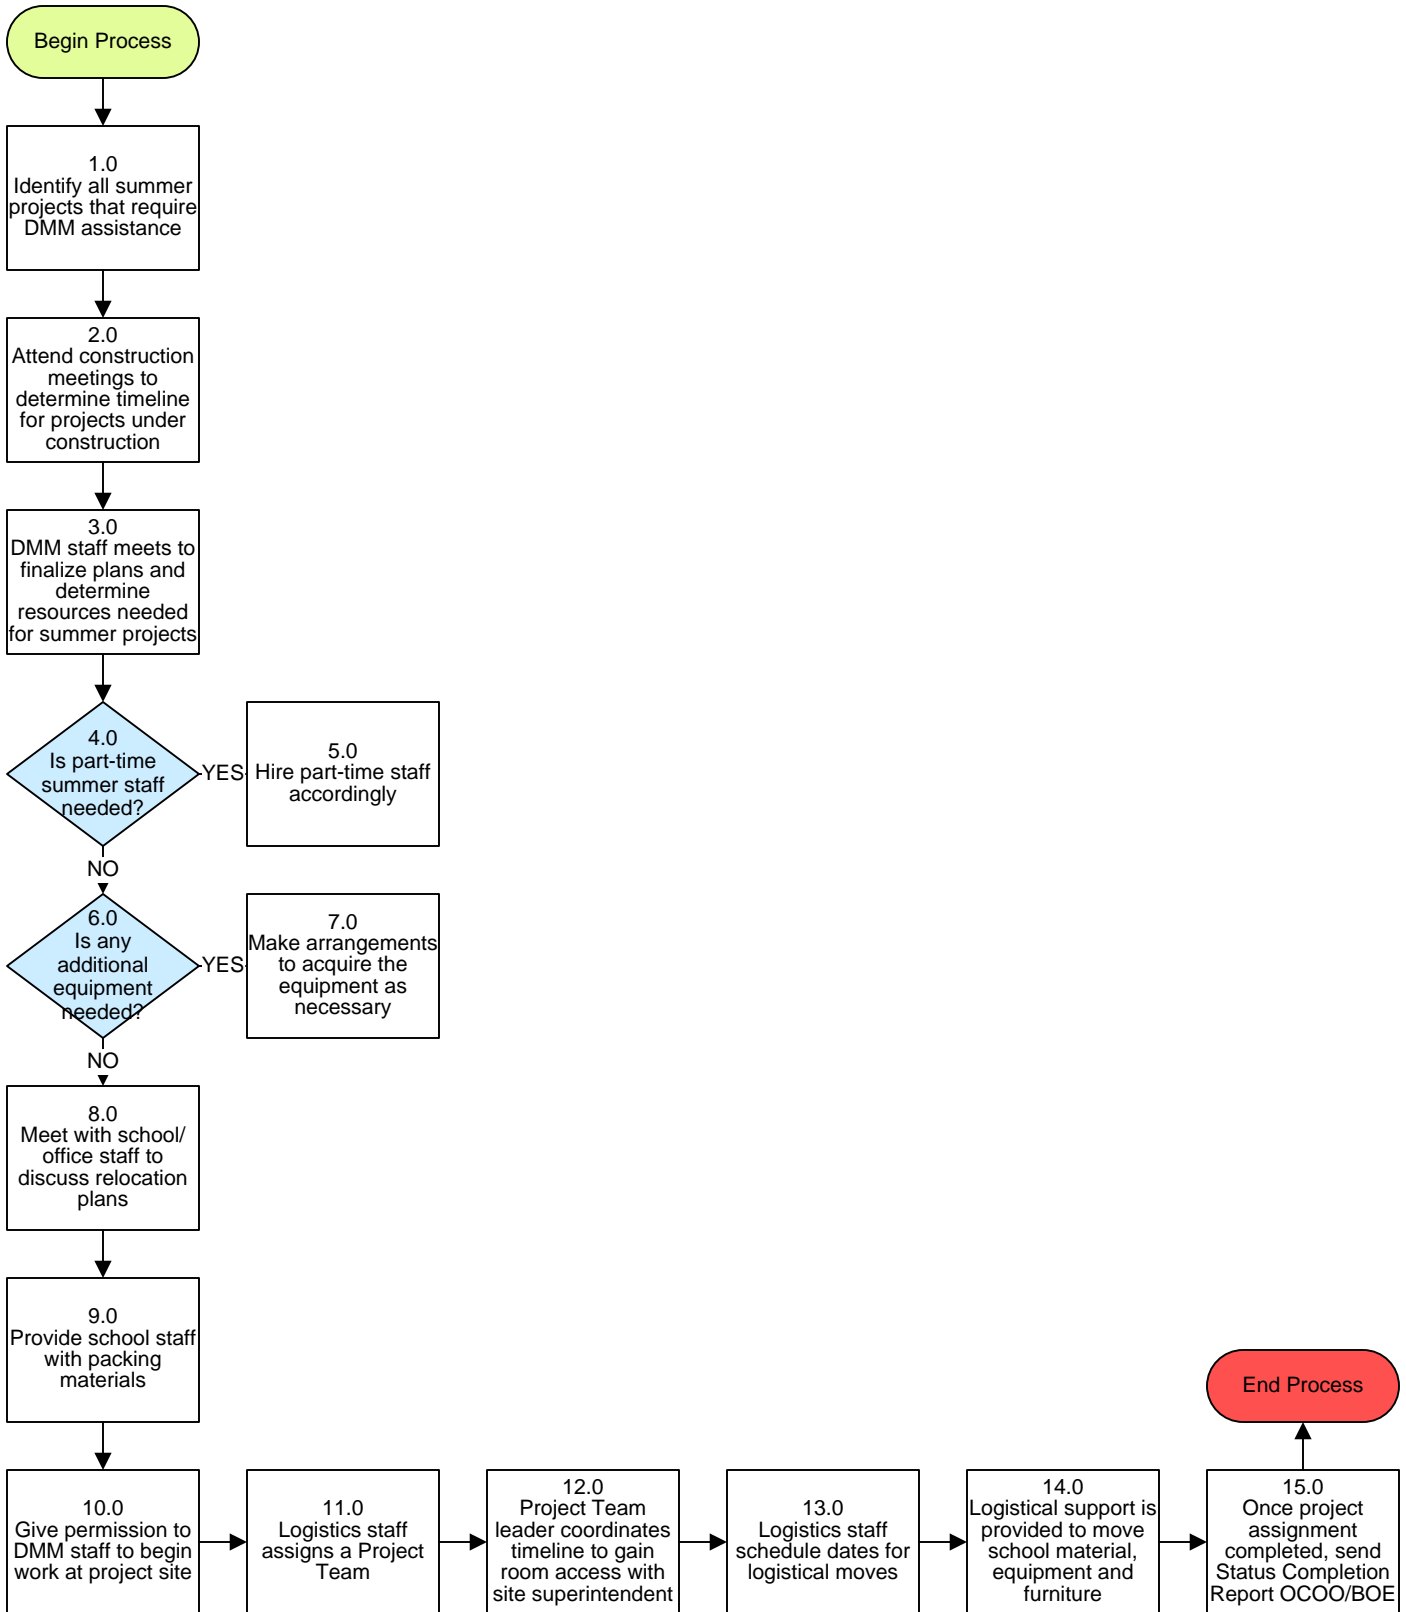 Begin Process
1.0
Identify all summer
projects that require
DMM assistance
2.0
Attend construction
meetings to
determine timeline
for projects under
construction
3.0
DMM staff meets to
finalize plans and
determine
resources needed
for summer projects
4.0
Is part-time
summer staff
needed?
YES
5.0
Hire part-time staff
accordingly
NO
6.0
Is any
additional
equipment
needed?
YES
7.0
Make arrangements
to acquire the
equipment as
necessary
NO
8.0
Meet with school/
office staff to
discuss relocation
plans
9.0
Provide school staff
with packing
materials
10.0
Give permission to
DMM staff to begin
work at project site
11.0
Logistics staff
assigns a Project
Team
12.0
Project Team
leader coordinates
timeline to gain
room access with
site superintendent
13.0
Logistics staff
schedule dates for
logistical moves
14.0
Logistical support is
provided to move
school material,
equipment and
furniture
15.0
Once project
assignment
completed, send
Status Completion
Report OCOO/BOE
End Process